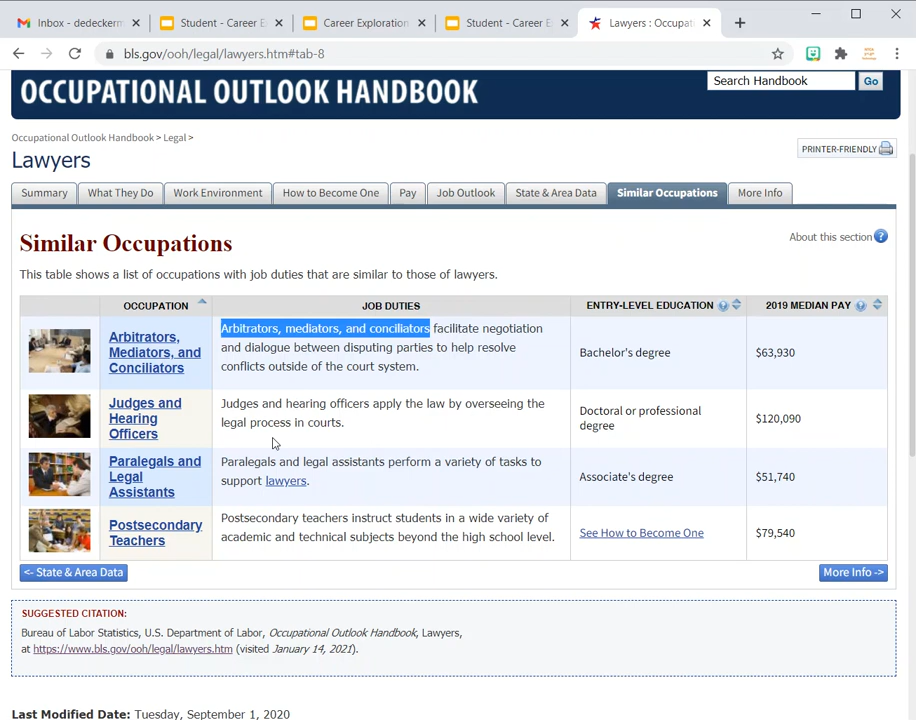 Inbox - dedeckerm
Student - Career E
Career Exploration
Student - Career E
Lawyers : Occupati
bls.gov/ooh/legal/lawyers.htm#tab-8
OCCUPATIONAL OUTLOOK HANDBOOK
Search Handbook
Go
Occupational Outlook Handbook > Legal >
PRINTER-FRIENDLY
Lawyers
Summary
What They Do
Work Environment
How to Become One
Pay
Job Outlook
State & Area Data
Similar Occupations
More Info
Similar Occupations
About this section
This table shows a list of occupations with job duties that are similar to those of lawyers.
OCCUPATION
JOB DUTIES
ENTRY-LEVEL EDUCATION
2019 MEDIAN PAY
Arbitrators,
Mediators, and
Conciliators
Arbitrators, mediators, and conciliators facilitate negotiation
and dialogue between disputing parties to help resolve
conflicts outside of the court system.
Bachelor's degree
$63,930
Judges and
Hearing
Officers
Judges and hearing officers apply the law by overseeing the
legal process in courts.
Doctoral or professional
degree
$120,090
Paralegals and
Legal
Assistants
Paralegals and legal assistants perform a variety of tasks to
support lawyers.
Associate's degree
$51,740
Postsecondary
Teachers
Postsecondary teachers instruct students in a wide variety of
academic and technical subjects beyond the high school level.
See How to Become One
$79,540
<- State & Area Data
More Info ->
SUGGESTED CITATION:
Bureau of Labor Statistics, U.S. Department of Labor, Occupational Outlook Handbook, Lawyers,
at https://www.bls.gov/ooh/legal/lawyers.htm (visited January 14, 2021).
Last Modified Date: Tuesday, September 1, 2020